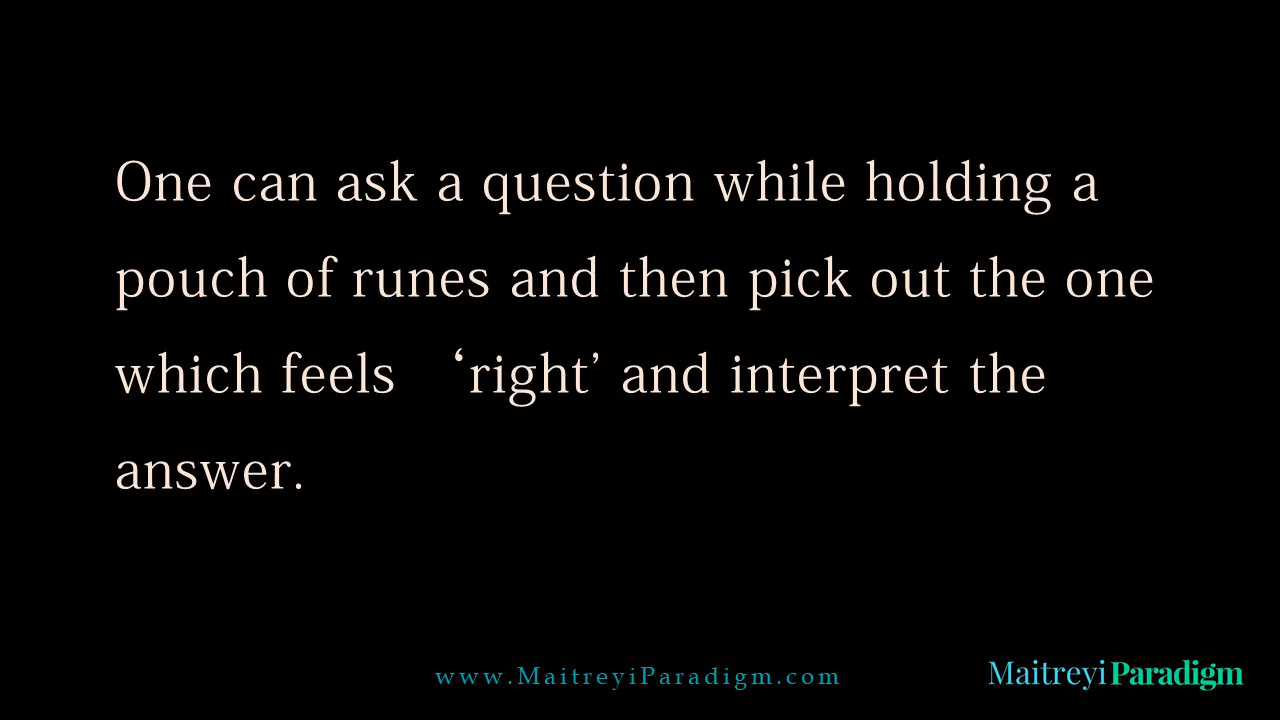 One can ask a question while holding a
pouch of runes and then pick out the one
which feels ‘right’ and interpret the
answer.
www.MaitreyiParadigm.com
Maitreyi Paradigm